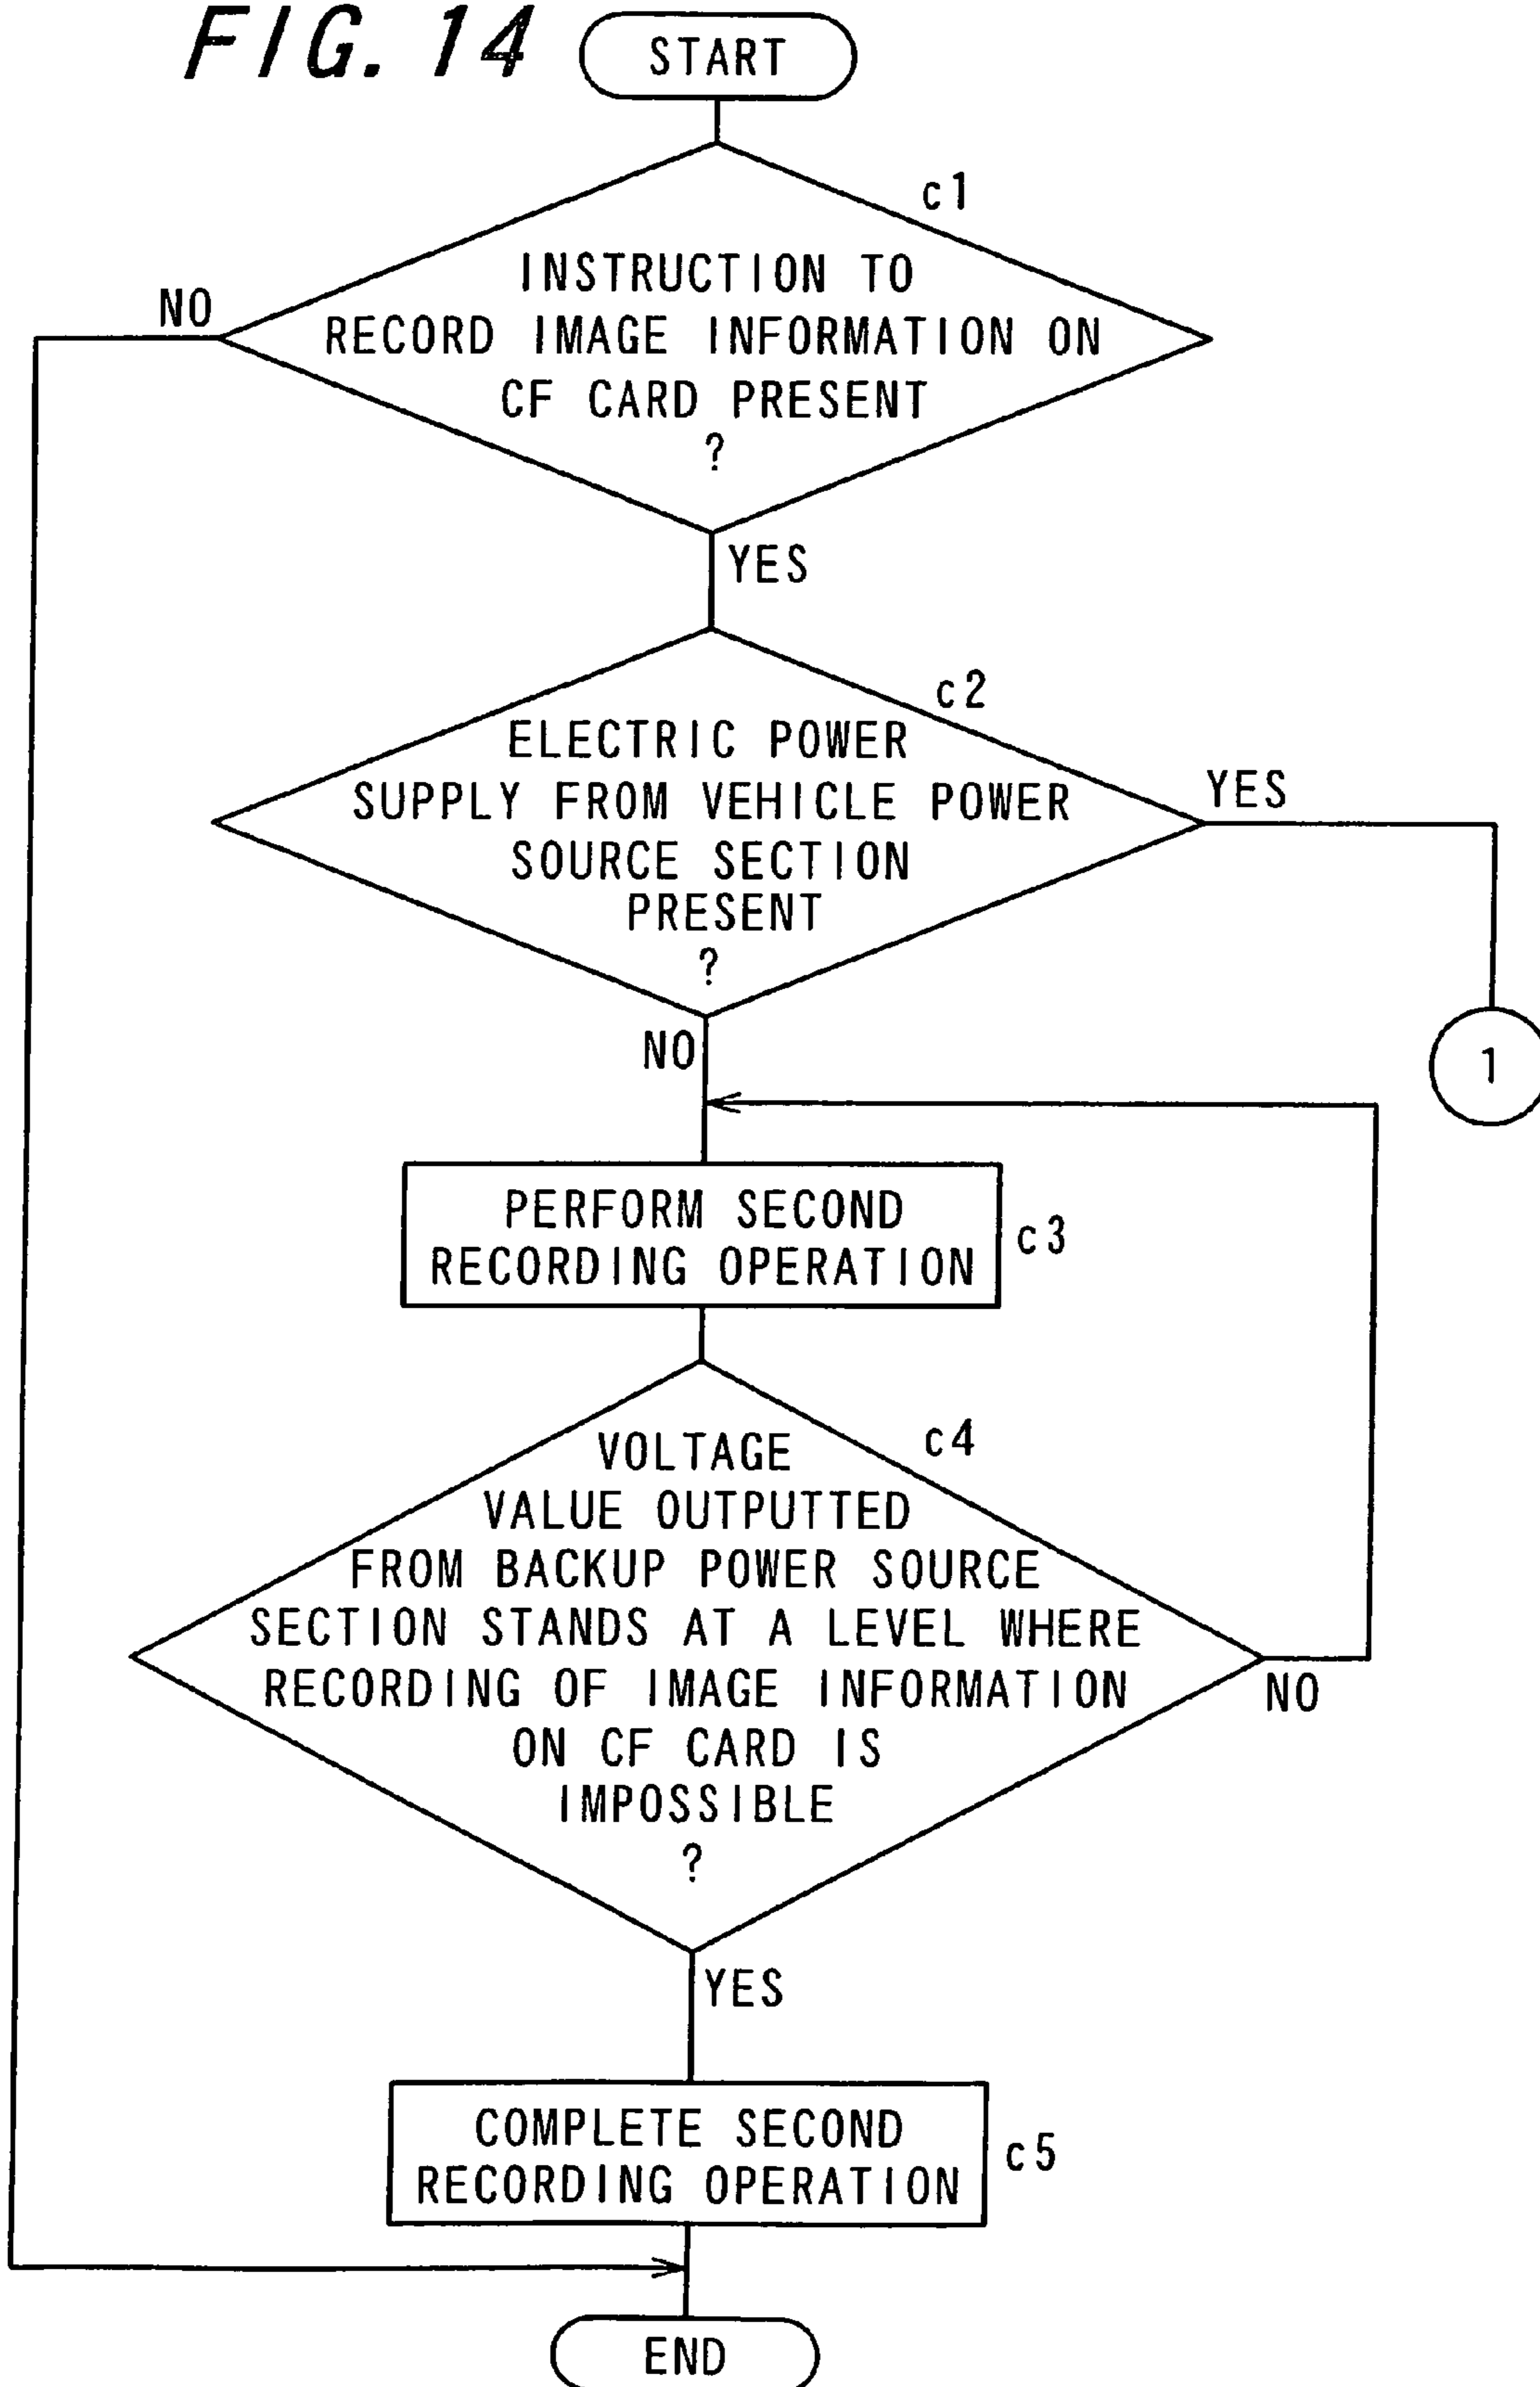 FIG. 14
START
c1
INSTRUCTION TO
RECORD IMAGE INFORMATION ON
CF CARD PRESENT
?
NO
YES
c2
ELECTRIC POWER
SUPPLY FROM VEHICLE POWER
SOURCE SECTION
PRESENT
?
YES
NO
1
PERFORM SECOND
RECORDING OPERATION
c3
c4
VOLTAGE
VALUE OUTPUTTED
FROM BACKUP POWER SOURCE
SECTION STANDS AT A LEVEL WHERE
RECORDING OF IMAGE INFORMATION
ON CF CARD IS
IMPOSSIBLE
?
NO
YES
COMPLETE SECOND
RECORDING OPERATION
c5
END